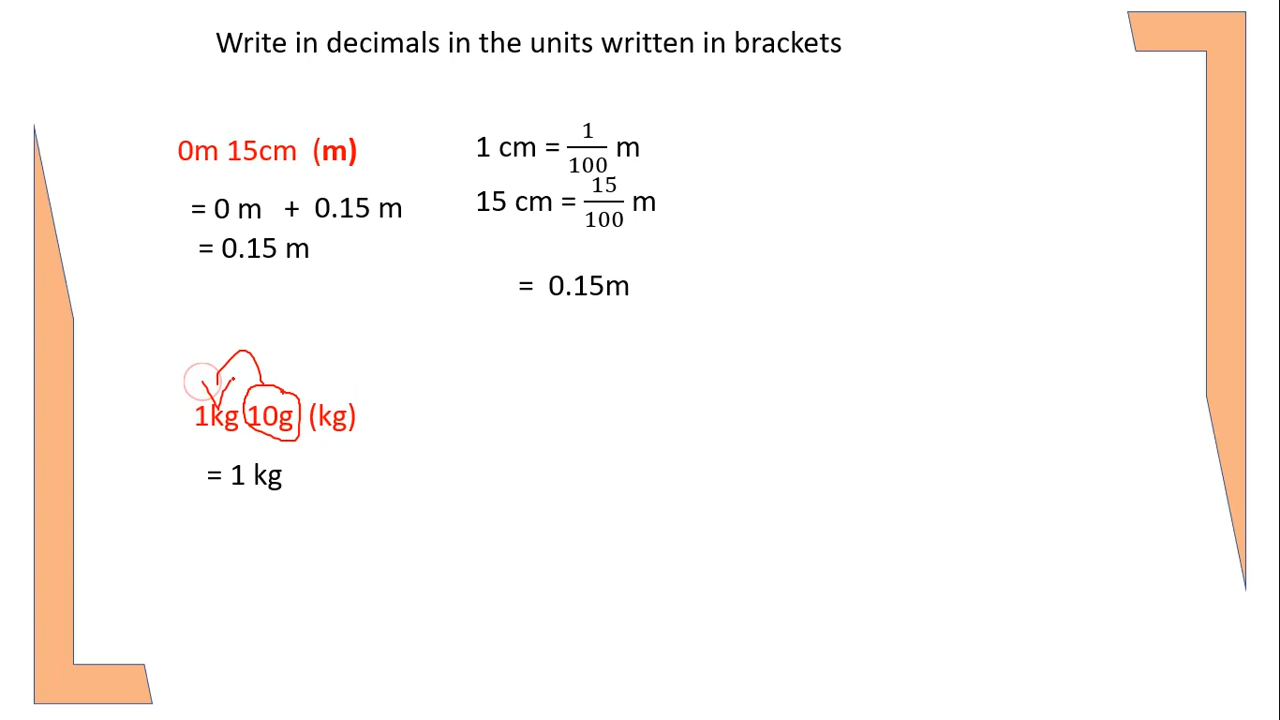 Write in decimals in the units written in brackets
0m 15cm (m)
= 0 m + 0.15 m
= 0.15 m
1 cm = 1/100 m
15 cm = 15/100 m
= 0.15m
1kg 10g (kg)
= 1 kg